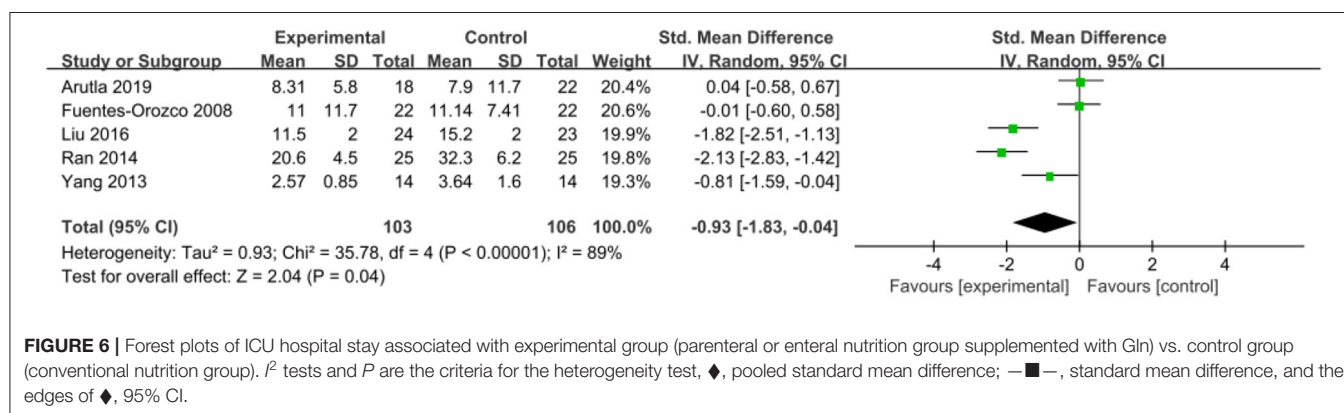 Experimental Control Std. Mean Difference Std. Mean Difference
Study or Subgroup Mean SD Total Mean SD Total Weight IV, Random, 95% CI IV, Random, 95% CI
Arutla 2019 8.31 5.8 18 7.9 11.7 22 20.4% 0.04 [-0.58, 0.67]
Fuentes-Orozco 2008 11 11.7 22 11.14 7.41 22 20.6% -0.01 [-0.60, 0.58]
Liu 2016 11.5 2 24 15.2 2 23 19.9% -1.82 [-2.51, -1.13]
Ran 2014 20.6 4.5 25 32.3 6.2 25 19.8% -2.13 [-2.83, -1.42]
Yang 2013 2.57 0.85 14 3.64 1.6 14 19.3% -0.81 [-1.59, -0.04]
Total (95% CI) 103 106 100.0% -0.93 [-1.83, -0.04]
Heterogeneity: Tau² = 0.93; Chi² = 35.78, df = 4 (P < 0.00001); I² = 89%
Test for overall effect: Z = 2.04 (P = 0.04)
-4 -2 0 2 4
Favours [experimental] Favours [control]
FIGURE 6 | Forest plots of ICU hospital stay associated with experimental group (parenteral or enteral nutrition group supplemented with Gln) vs. control group
(conventional nutrition group). I² tests and P are the criteria for the heterogeneity test, ♦, pooled standard mean difference; —■—, standard mean difference, and the
edges of ♦, 95% CI.